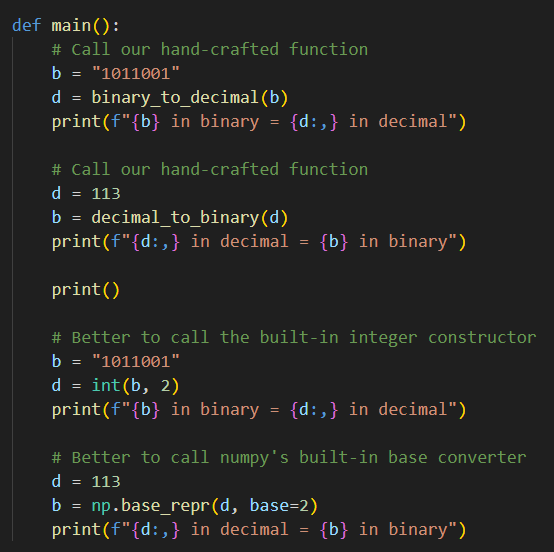 def main():
    # Call our hand-crafted function
    b = "1011001"
    d = binary_to_decimal(b)
    print(f"{b} in binary = {d:,} in decimal")

    # Call our hand-crafted function
    d = 113
    b = decimal_to_binary(d)
    print(f"{d:,} in decimal = {b} in binary")

    print()

    # Better to call the built-in integer constructor
    b = "1011001"
    d = int(b, 2)
    print(f"{b} in binary = {d:,} in decimal")

    # Better to call numpy's built-in base converter
    d = 113
    b = np.base_repr(d, base=2)
    print(f"{d:,} in decimal = {b} in binary")